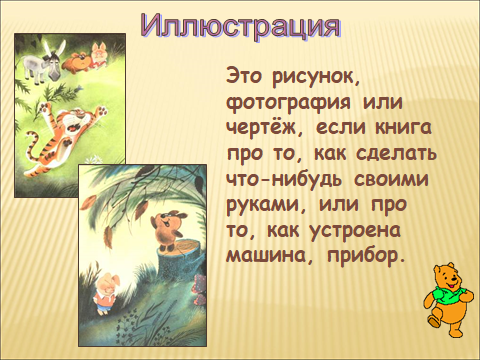 Иллюстрация
Это рисунок,
фотография или
чертёж, если книга
про то, как сделать
что-нибудь своими
руками, или про
то, как устроена
машина, прибор.